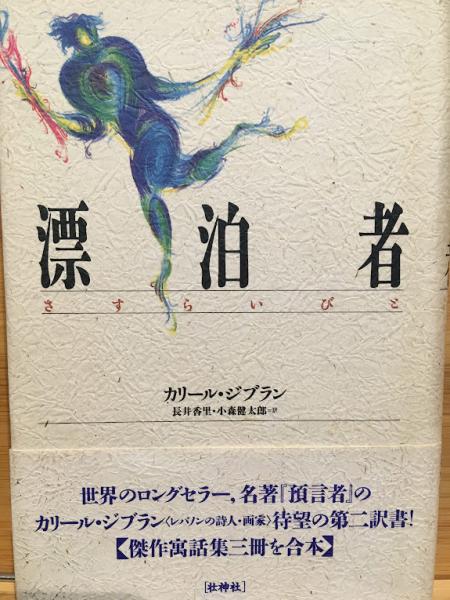 漂泊者
さすらいびと
カリール・ジブラン
長井香里・小森健太郎=訳
世界のロングセラー,名著『預言者』の
カリール・ジブラン〈レバノンの詩人・画家〉待望の第二訳書!
【傑作寓話集三冊を合本】
[壮神社]